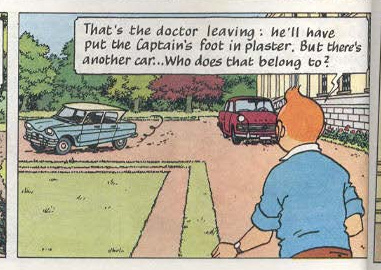 That's the doctor leaving: he'll have
put the Captain's foot in plaster. But there's
another car...Who does that belong to?